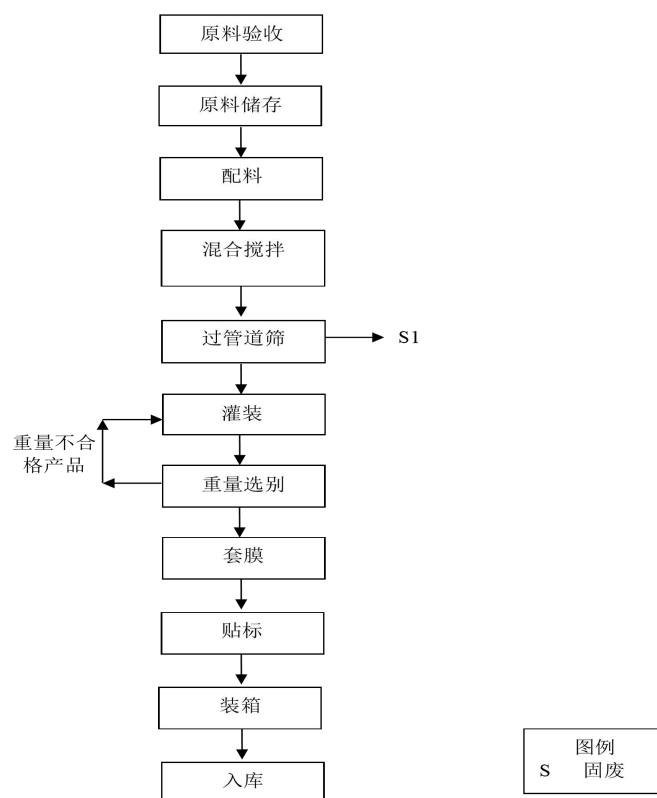 原料验收
原料储存
配料
混合搅拌
过管道筛
S1
灌装
重量不合
格产品
重量选别
套膜
贴标
装箱
入库
图例
S 固废